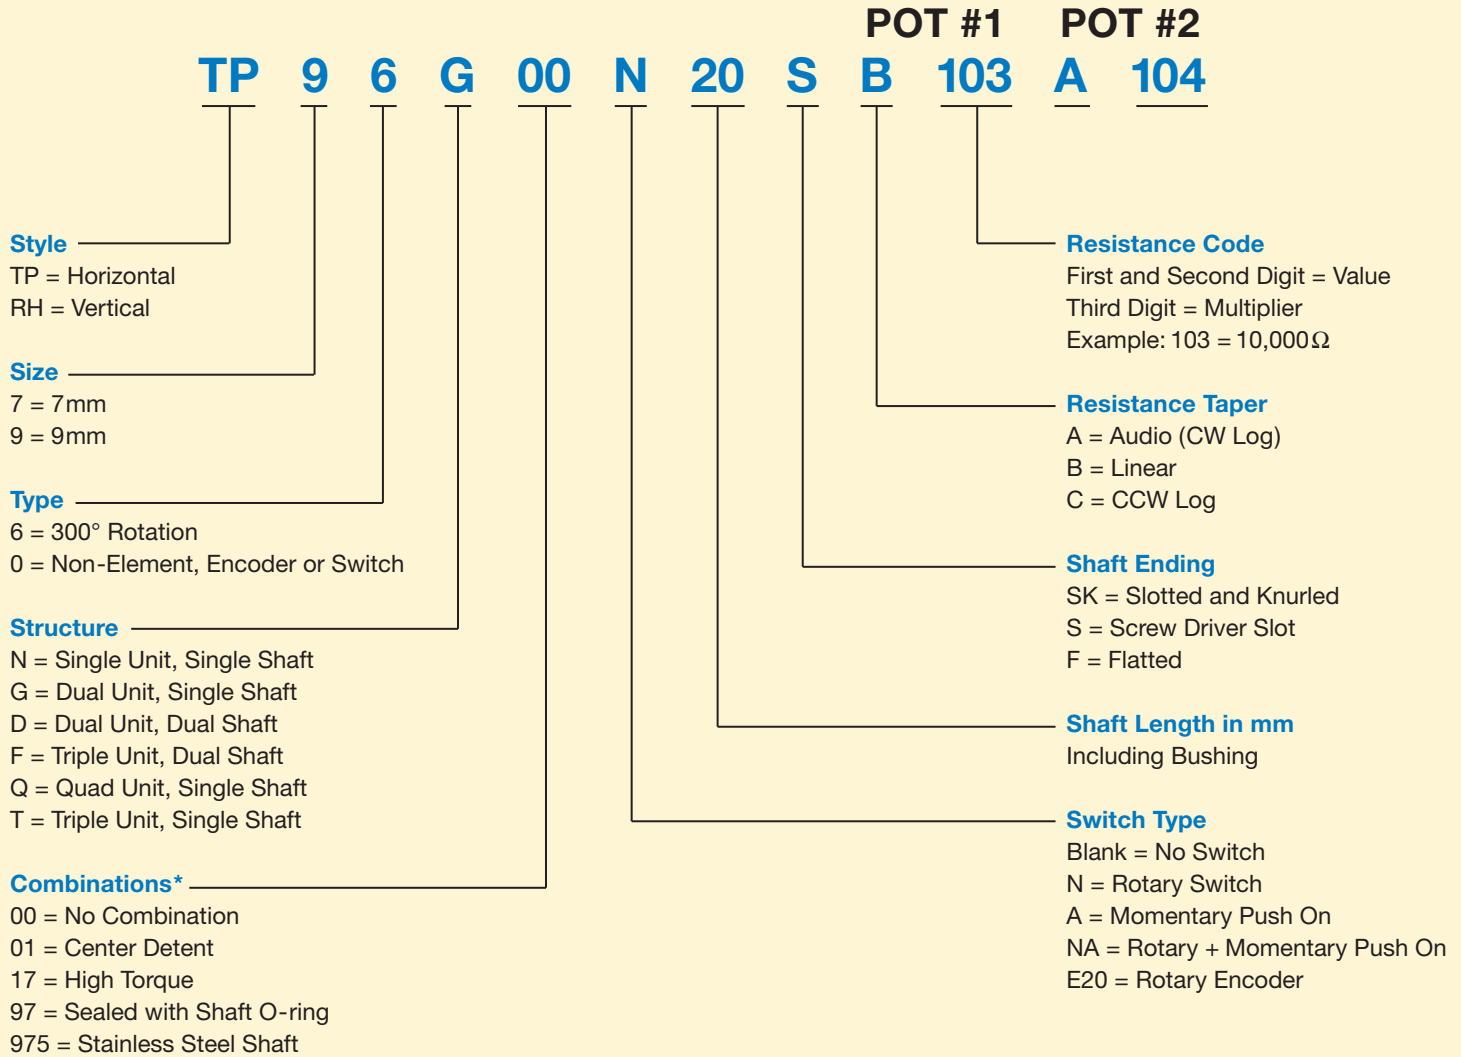 POT #1 POT #2
TP 9 6 G 00 N 20 S B 103 A 104
Style
TP = Horizontal
RH = Vertical
Size
7 = 7mm
9 = 9mm
Type
6 = 300° Rotation
0 = Non-Element, Encoder or Switch
Structure
N = Single Unit, Single Shaft
G = Dual Unit, Single Shaft
D = Dual Unit, Dual Shaft
F = Triple Unit, Dual Shaft
Q = Quad Unit, Single Shaft
T = Triple Unit, Single Shaft
Combinations*
00 = No Combination
01 = Center Detent
17 = High Torque
97 = Sealed with Shaft O-ring
975 = Stainless Steel Shaft
Resistance Code
First and Second Digit = Value
Third Digit = Multiplier
Example: 103 = 10,000Ω
Resistance Taper
A = Audio (CW Log)
B = Linear
C = CCW Log
Shaft Ending
SK = Slotted and Knurled
S = Screw Driver Slot
F = Flatted
Shaft Length in mm
Including Bushing
Switch Type
Blank = No Switch
N = Rotary Switch
A = Momentary Push On
NA = Rotary + Momentary Push On
E20 = Rotary Encoder